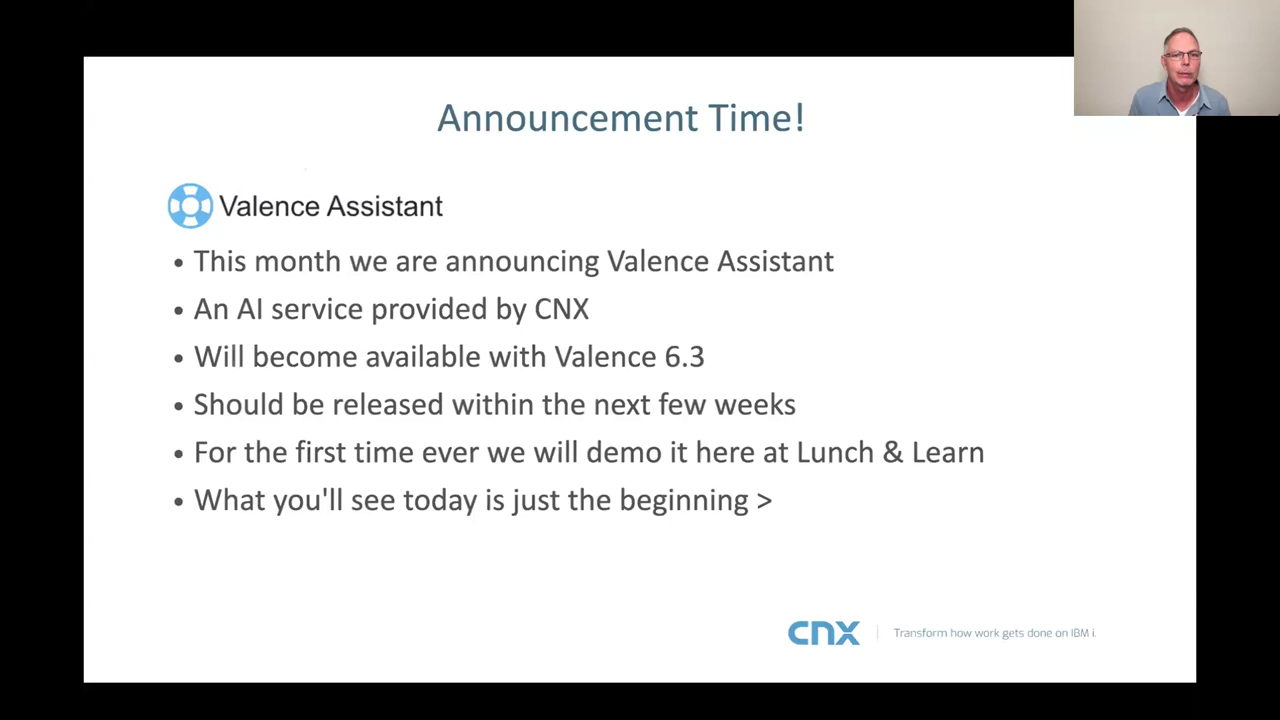 Announcement Time!
Valence Assistant
• This month we are announcing Valence Assistant
• An AI service provided by CNX
• Will become available with Valence 6.3
• Should be released within the next few weeks
• For the first time ever we will demo it here at Lunch & Learn
• What you'll see today is just the beginning >
CNX
Transform how work gets done on IBM i.